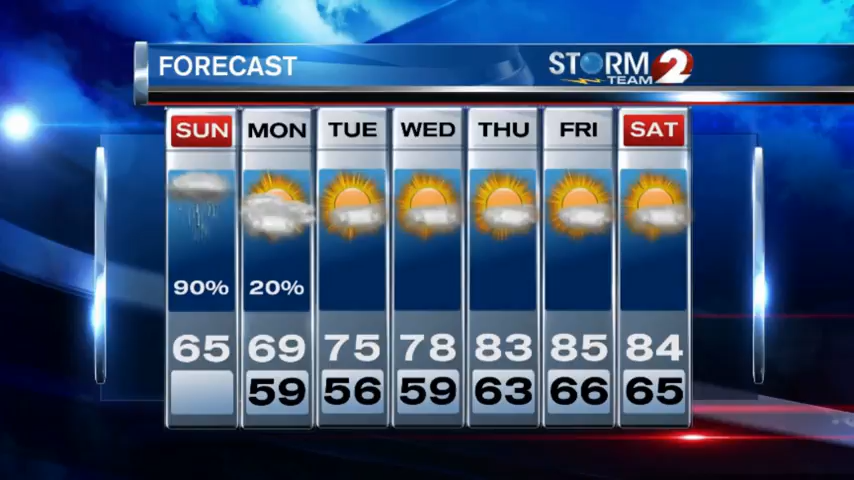 FORECAST
STORM
TEAM 2
SUN MON TUE WED THU FRI SAT
90% 20%
65 69 75 78 83 85 84
59 56 59 63 66 65